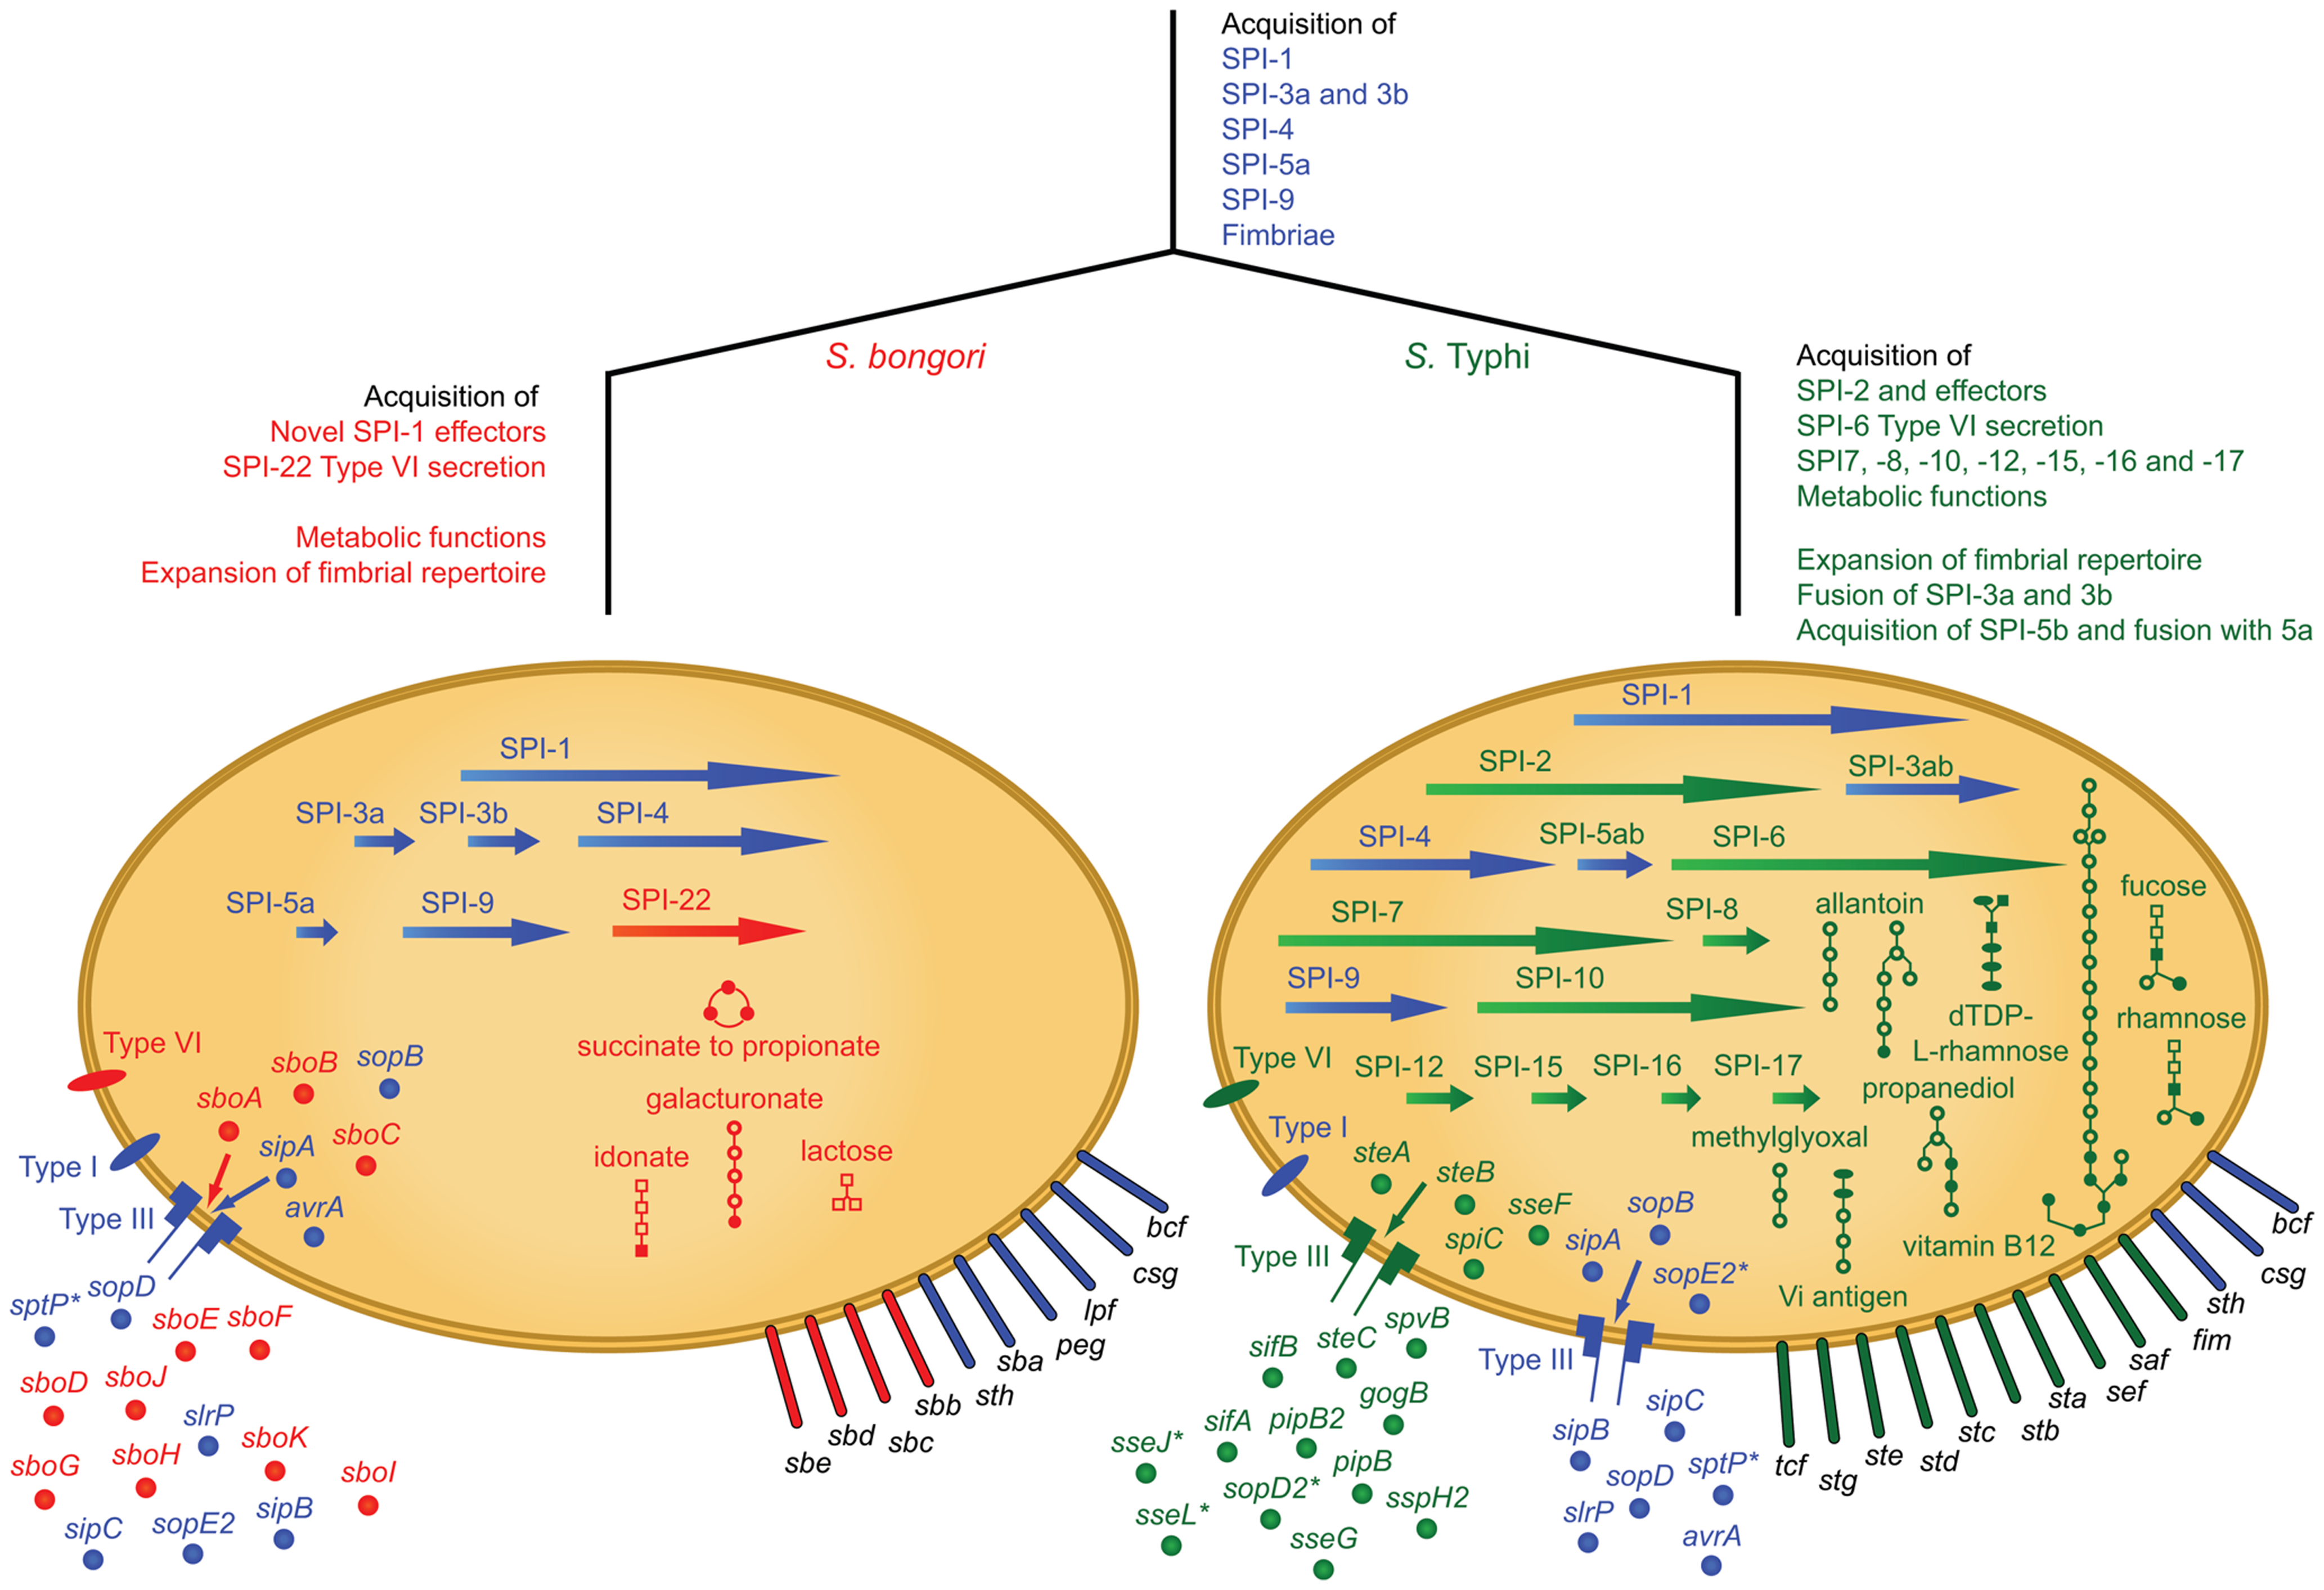 Acquisition of
SPI-1
SPI-3a and 3b
SPI-4
SPI-5a
SPI-9
Fimbriae
S. bongori
S. Typhi
Acquisition of
Novel SPI-1 effectors
SPI-22 Type VI secretion
Metabolic functions
Expansion of fimbrial repertoire
Acquisition of
SPI-2 and effectors
SPI-6 Type VI secretion
SPI7, -8, -10, -12, -15, -16 and -17
Metabolic functions
Expansion of fimbrial repertoire
Fusion of SPI-3a and 3b
Acquisition of SPI-5b and fusion with 5a
SPI-1
SPI-3a
SPI-3b
SPI-4
SPI-5a
SPI-9
SPI-22
succinate to propionate
galacturonate
idonate
lactose
Type VI
sboB
sopB
sboA
sipA
sboC
Type I
avrA
Type III
sopD
sptP*
sboE
sboF
sboD
sboJ
slrP
sboK
sboG
sboH
sboI
sipC
sopE2
sipB
bcf
csg
lpf
peg
sba
sth
sbb
sbc
sbd
sbe
SPI-1
SPI-2
SPI-3ab
SPI-4
SPI-5ab
SPI-6
SPI-7
SPI-8
SPI-9
SPI-10
SPI-12
SPI-15
SPI-16
SPI-17
allantoin
fucose
dTDP-
L-rhamnose
rhamnose
propanediol
methylglyoxal
vitamin B12
Vi antigen
Type VI
Type I
steA
steB
sseF
spiC
Type III
sopB
sipA
sopE2*
Type III
sifB
steC
spvB
gogB
sifA
pipB2
sseJ*
pipB
sopD2*
sspH2
sseL*
sseG
sipC
sipB
sopD
sptP*
slrP
avrA
bcf
csg
sth
fim
saf
sef
sta
stb
stc
std
ste
stg
tcf